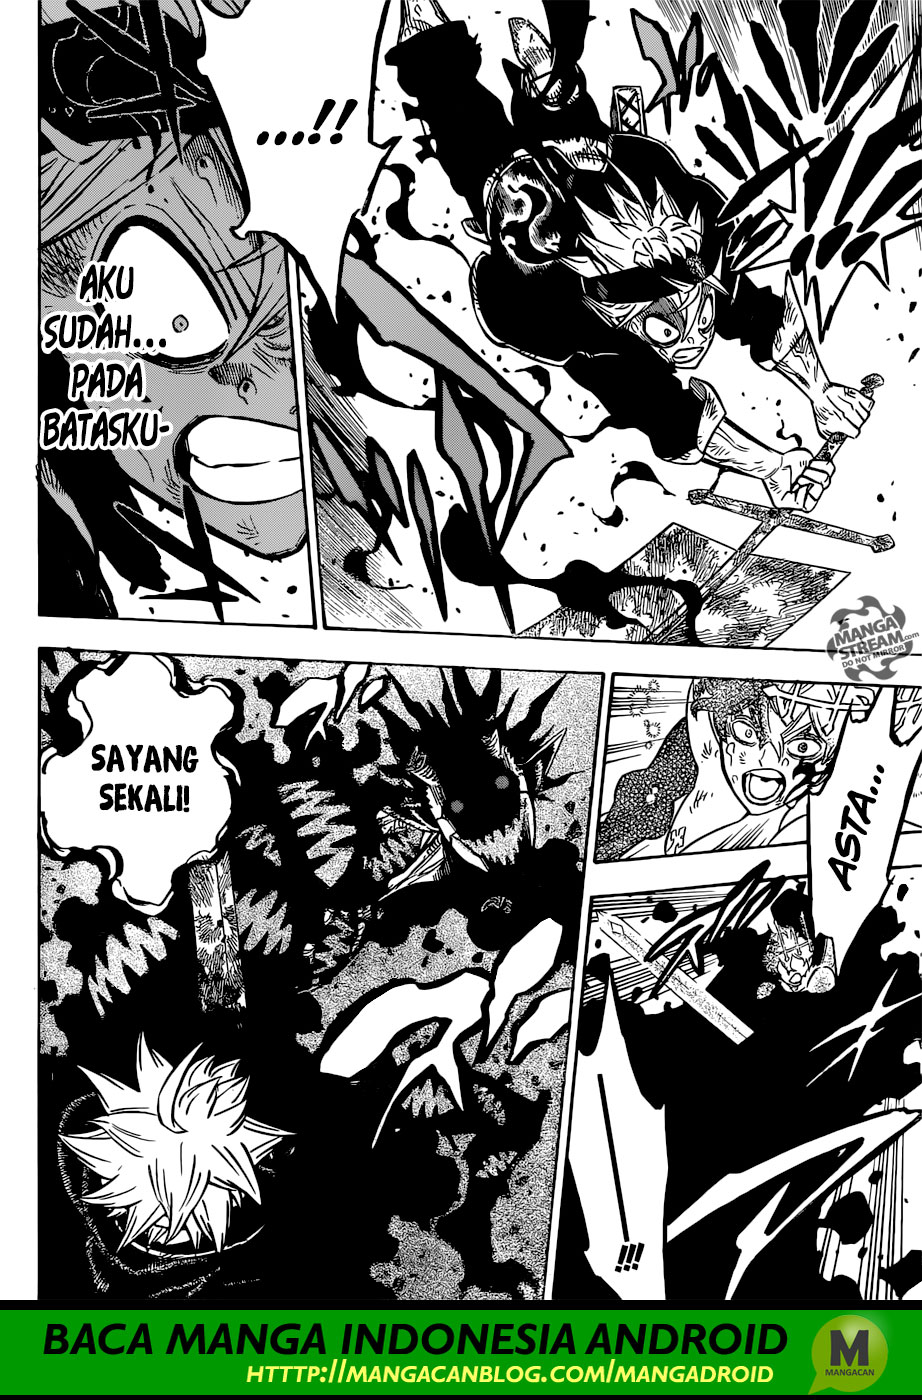 ...!!
AKU
SUDAH...
PADA
BATASKU-
MANGA
STREAM.com
DO NOT MIRROR
ASTA...
SAYANG
SEKALI!
!!!
BACA MANGA INDONESIA ANDROID
HTTTP://MANGACANBLOG.COM/MANGADROID
M
MANGACAN